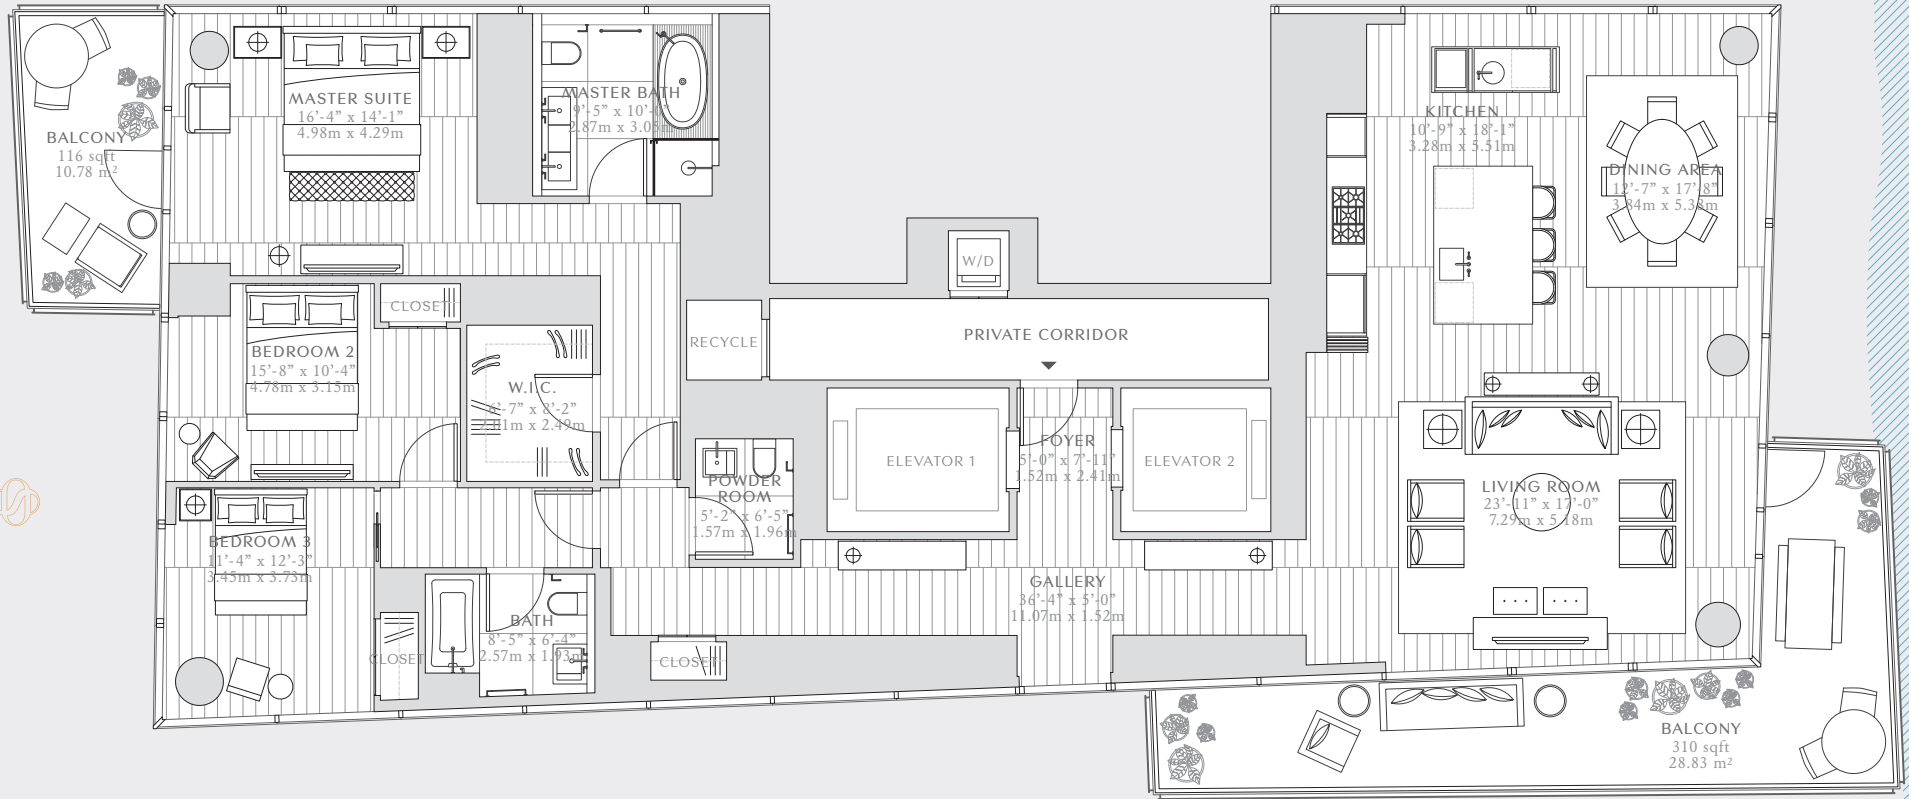 BALCONY
116 sqft
10.78 m²
MASTER SUITE
16'-4" x 14'-1"
4.98m x 4.29m
MASTER BATH
9'-5" x 10'-0"
2.87m x 3.05m
KITCHEN
10'-9" x 18'-1"
3.28m x 5.51m
DINING AREA
12'-7" x 17'-8"
3.84m x 5.38m
W/D
CLOSET
RECYCLE
PRIVATE CORRIDOR
BEDROOM 2
15'-8" x 10'-4"
4.78m x 3.15m
W.I.C.
6'-7" x 8'-2"
2.01m x 2.49m
ELEVATOR 1
FOYER
5'-0" x 7'-11"
1.52m x 2.41m
ELEVATOR 2
POWDER
ROOM
5'-2" x 6'-5"
1.57m x 1.96m
LIVING ROOM
23'-11" x 17'-0"
7.29m x 5.18m
BEDROOM 3
11'-4" x 12'-3"
3.45m x 3.73m
GALLERY
36'-4" x 5'-0"
11.07m x 1.52m
BATH
8'-5" x 6'-4"
2.57m x 1.93m
CLOSET
CLOSET
BALCONY
310 sqft
28.83 m²